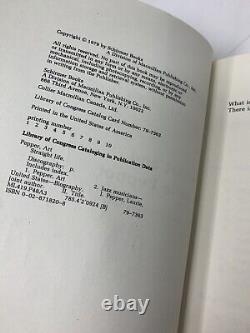 Copyright © 1979 by Schirmer Books
A Division of Macmillan Publishing Co., Inc.
All rights reserved. No part of this book may be reproduced
or transmitted in any form or by any means, electronic or
mechanical, including photocopying, recording, or by any
information storage and retrieval system, without permission in
writing from the Publisher.
Schirmer Books
A Division of Macmillan Publishing Co., Inc.
866 Third Avenue, New York, N.Y. 10022
Collier Macmillan Canada, Ltd.
Library of Congress Catalog Card Number: 79-7363
Printed in the United States of America
printing number
1 2 3 4 5 6 7 8 9 10
Library of Congress Cataloging in Publication Data
Pepper, Art
Straight life.
Discography: p.
Includes index.
1. Pepper, Art 2. Jazz musicians—
United States—Biography. I. Pepper, Laurie,
joint author. II. Title.
ML419.P48A3 785.4'2'0924 [B] 79-7363
ISBN 0-02-871820-8
What is
There is